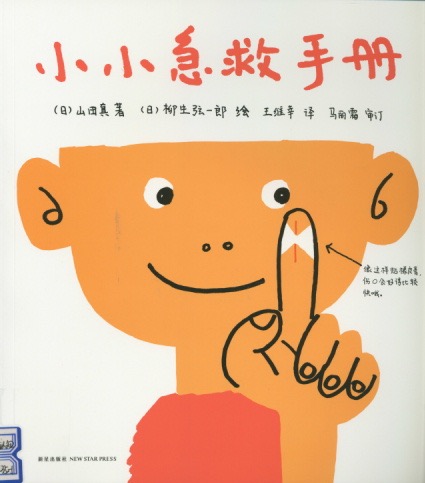 小小急救手册
(日)山田真 著 (日)柳生弦一郎 绘 王维幸 译 马丽霜 审订
像这样贴橡皮膏,
伤口会好得比较
快哦。
新星出版社 NEW STAR PRESS